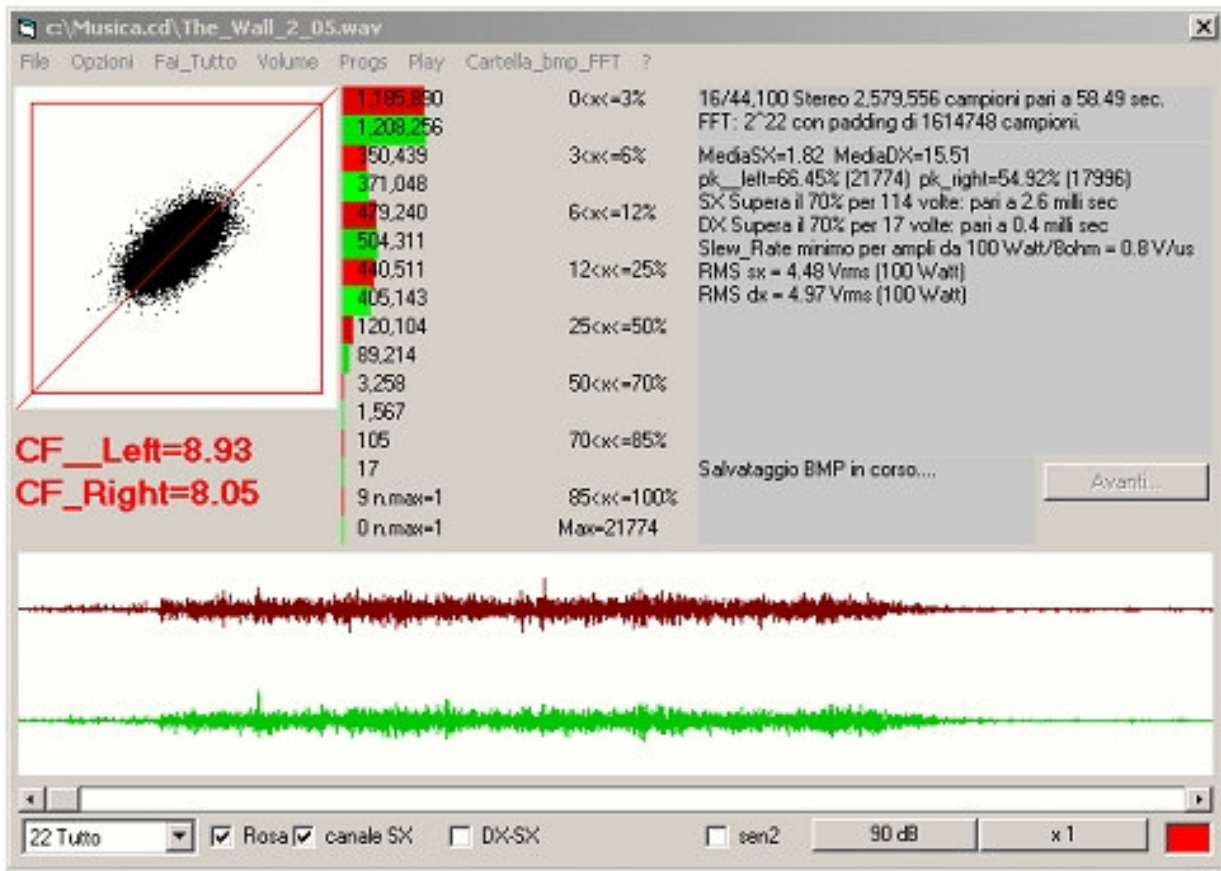 c:\Musica.cd\The_Wall_2_05.wav
File Opzioni Fai_Tutto Volume Progs Play Cartella_bmp_FFT ?
1,185,890 0<x<=3%
1,208,256
350,439 3<x<=6%
371,048
479,240 6<x<=12%
504,311
440,511 12<x<=25%
405,143
120,104 25<x<=50%
89,214
3,258 50<x<=70%
1,567
105 70<x<=85%
17
9 n.max=1 85<x<=100%
0 n.max=1 Max=21774
16/44,100 Stereo 2,579,556 campioni pari a 58.49 sec.
FFT: 2^22 con padding di 1614748 campioni.
MediaSX=1.82 MediaDX=15.51
pk__left=66.45% (21774) pk_right=54.92% (17996)
SX Supera il 70% per 114 volte: pari a 2.6 milli sec
DX Supera il 70% per 17 volte: pari a 0.4 milli sec
Slew_Rate minimo per ampli da 100 Watt/8ohm = 0.8 V/us
RMS sx = 4.48 Vrms (100 Watt)
RMS dx = 4.97 Vrms (100 Watt)
CF__Left=8.93
CF_Right=8.05
Salvataggio BMP in corso....
Avanti...
22 Tutto Rosa canale SX DX-SX sen2 90 dB x 1